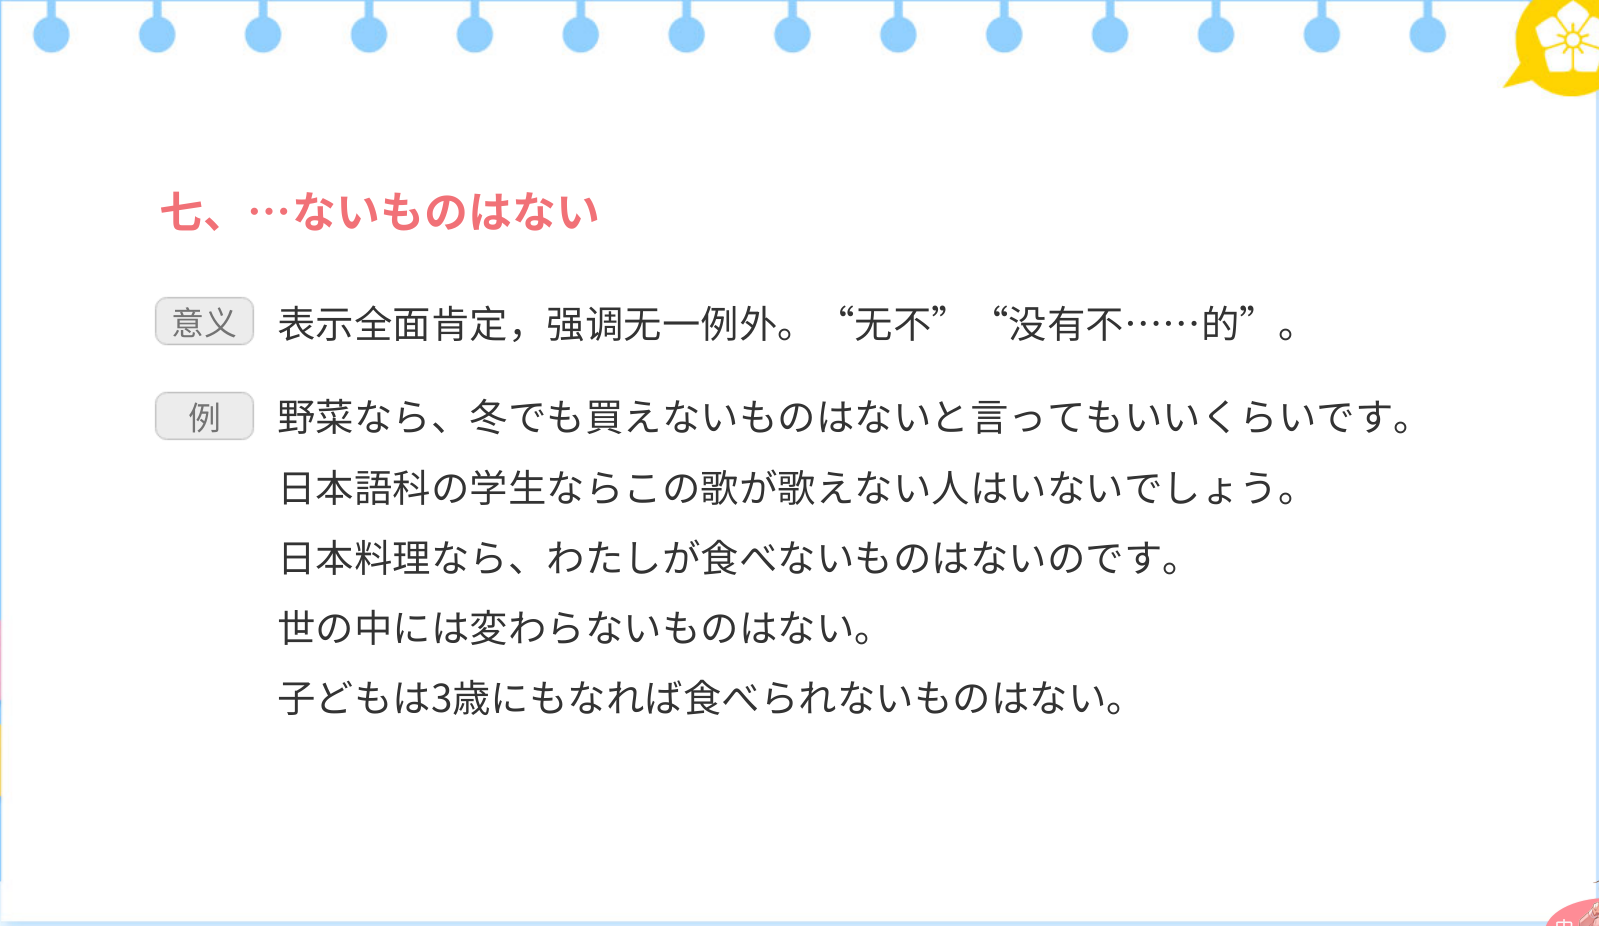 七、…ないものはない
意义 表示全面肯定，强调无一例外。“无不”“没有不……的”。
例 野菜なら、冬でも買えないものはないと言ってもいいくらいです。
日本語科の学生ならこの歌が歌えない人はいないでしょう。
日本料理なら、わたしが食べないものはないのです。
世の中には変わらないものはない。
子どもは3歳にもなれば食べられないものはない。